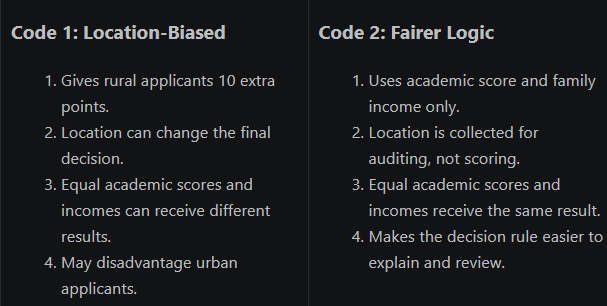 Code 1: Location-Biased
1. Gives rural applicants 10 extra
points.
2. Location can change the final
decision.
3. Equal academic scores and
incomes can receive different
results.
4. May disadvantage urban
applicants.
Code 2: Fairer Logic
1. Uses academic score and family
income only.
2. Location is collected for
auditing, not scoring.
3. Equal academic scores and
incomes receive the same result.
4. Makes the decision rule easier to
explain and review.